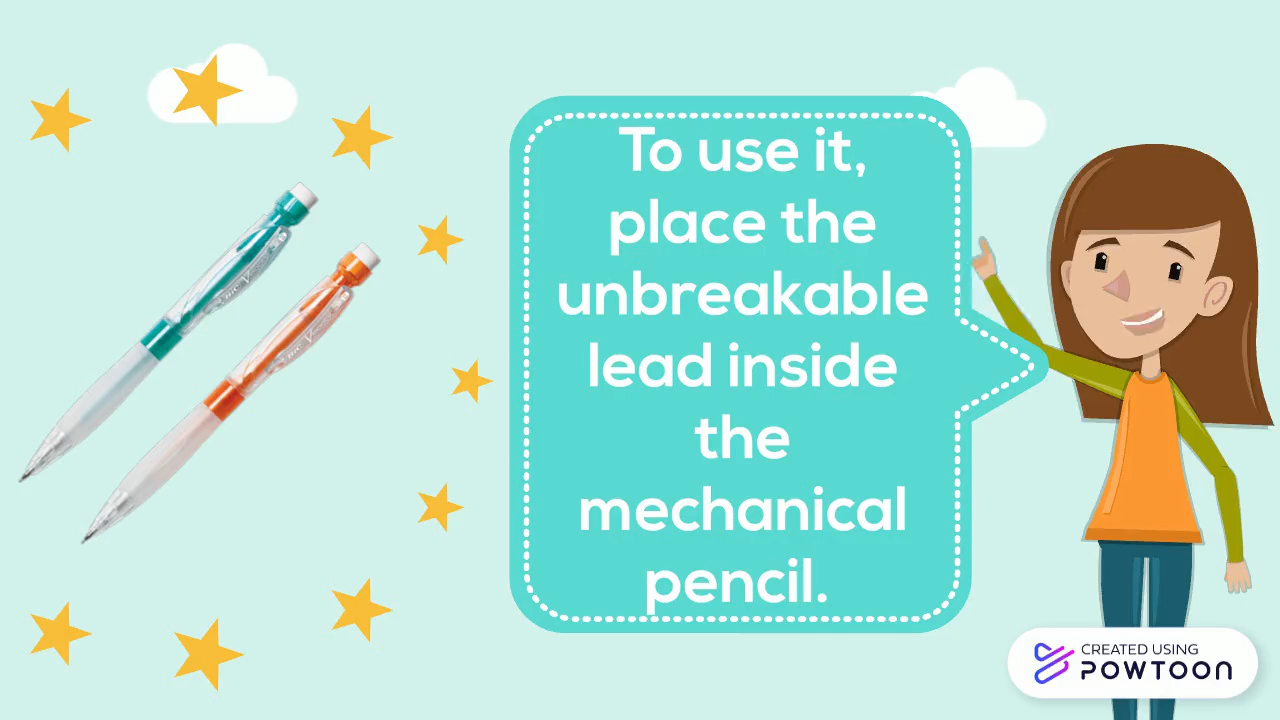 To use it,
place the
unbreakable
lead inside
the
mechanical
pencil.
CREATED USING
POWTOON